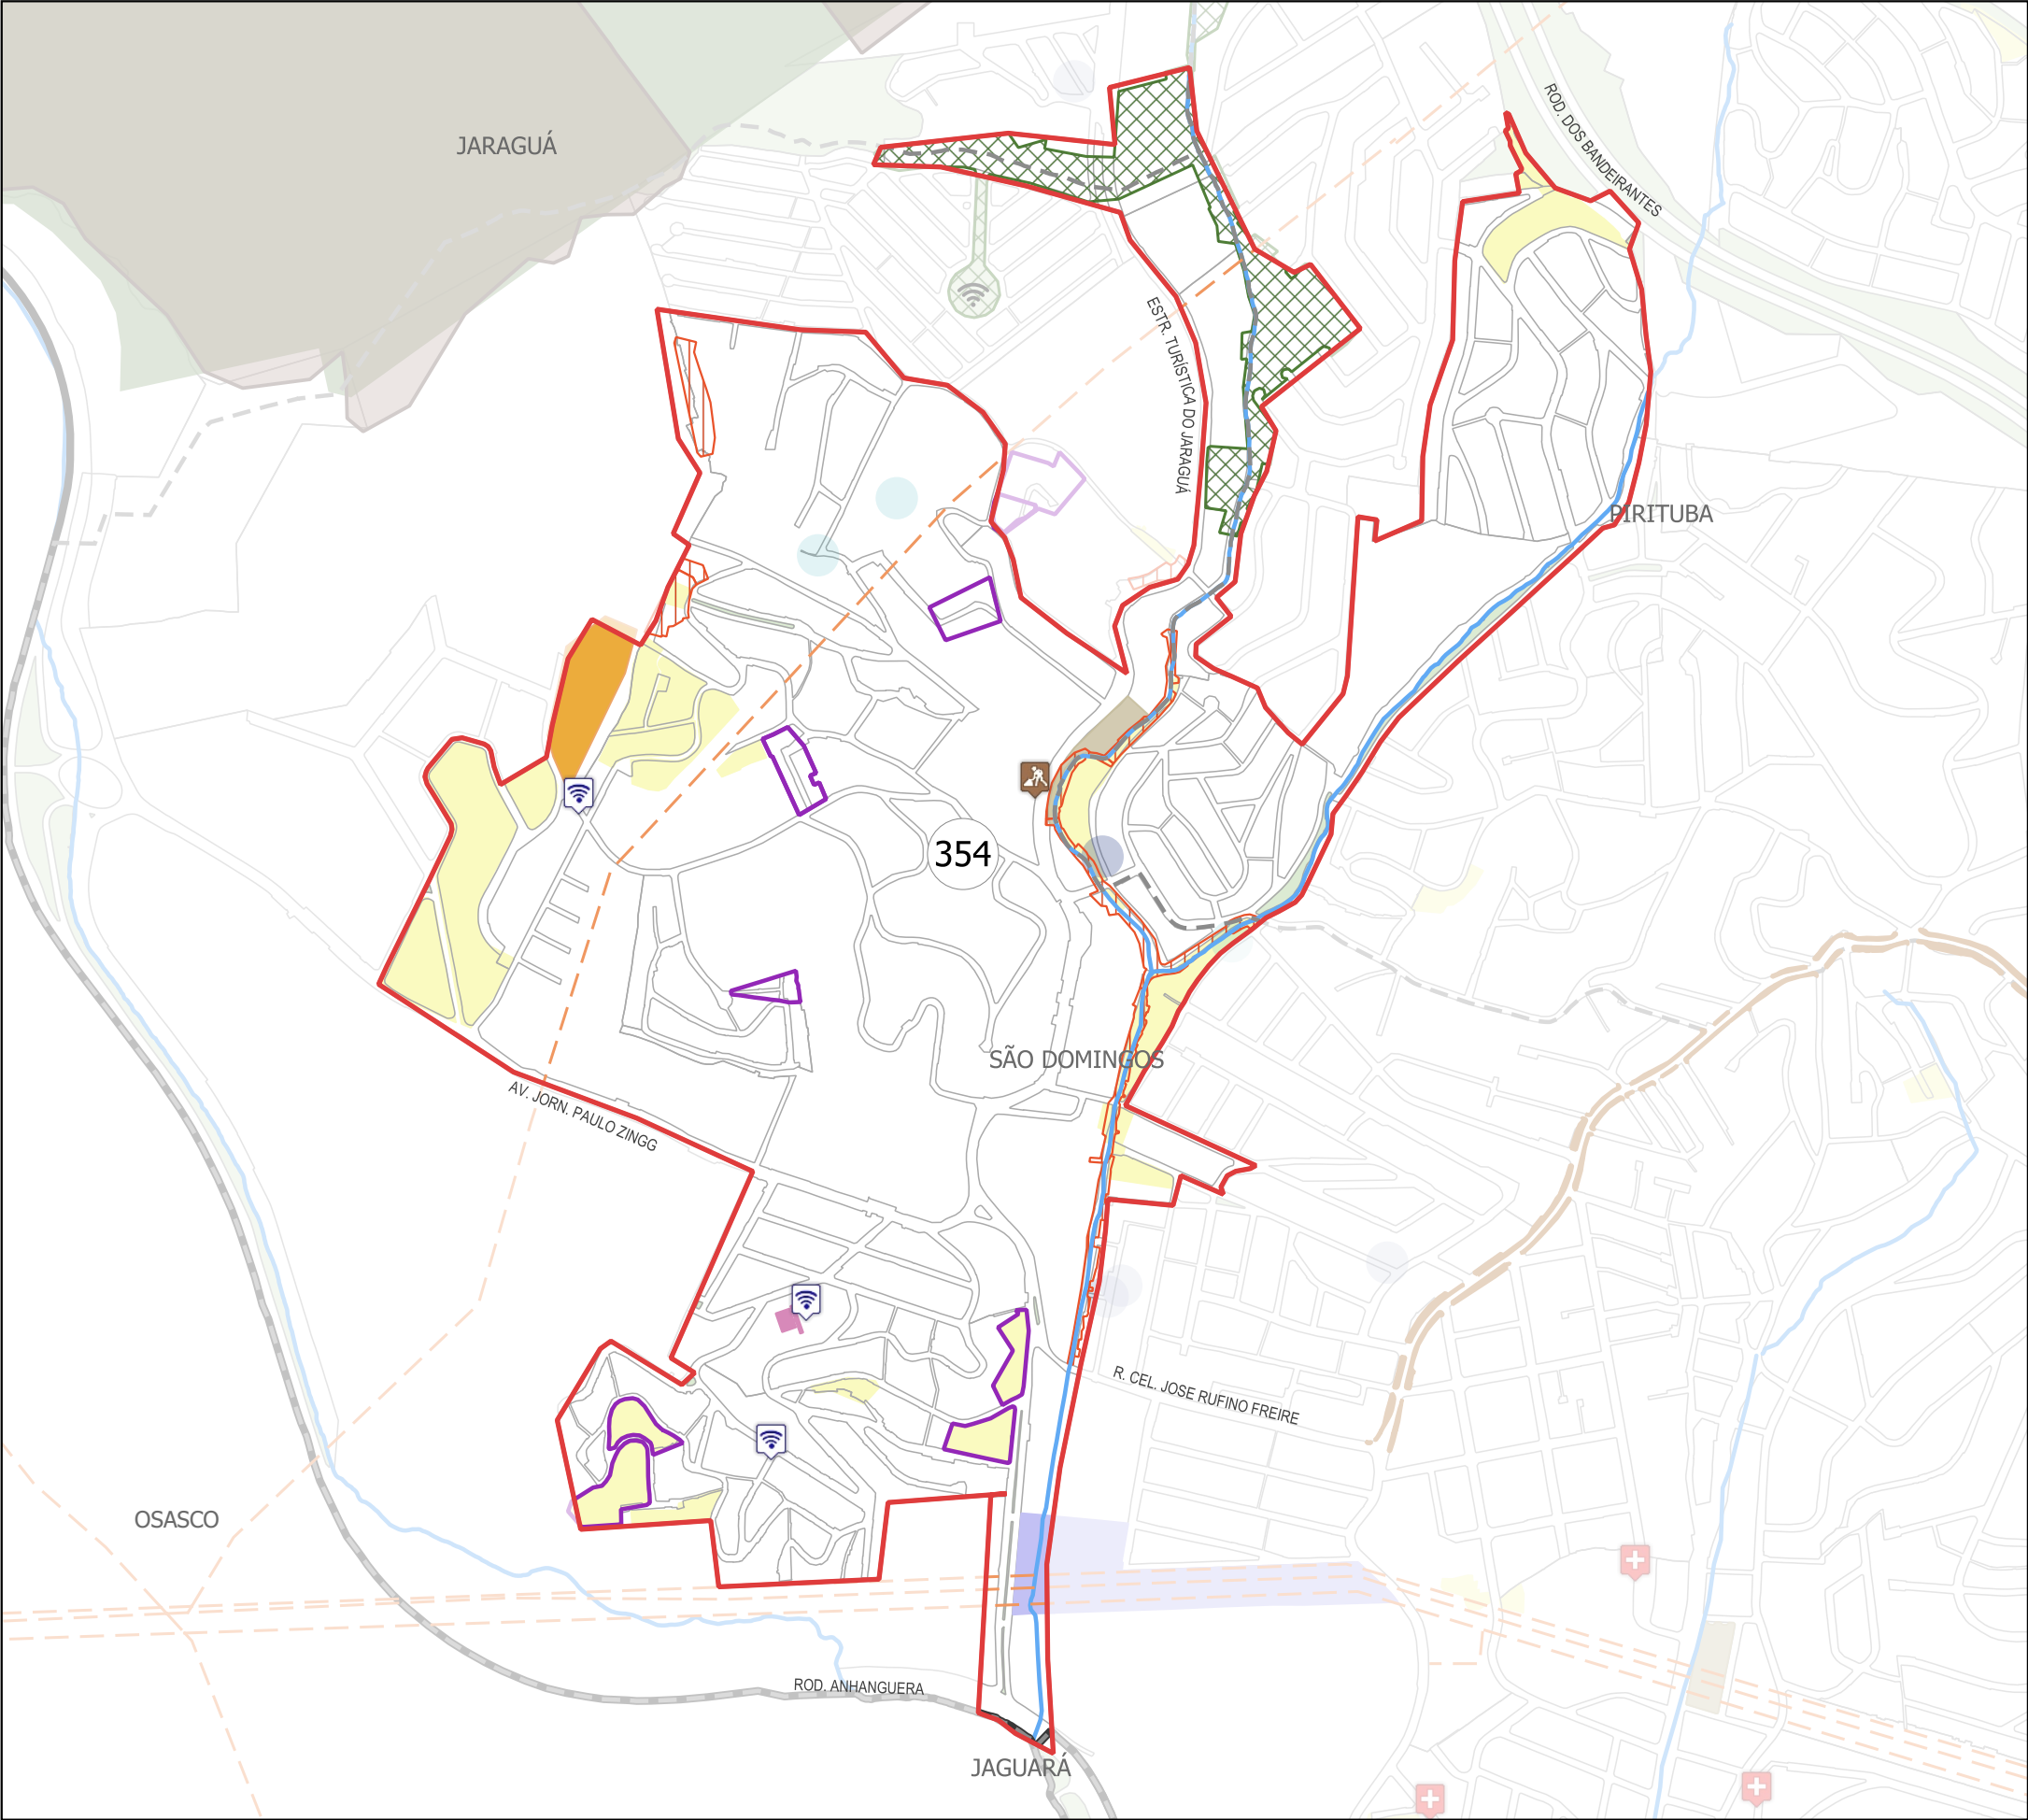 JARAGUÁ
ROD. DOS BANDEIRANTES
ESTR. TURÍSTICA DO JARAGUÁ
PIRITUBA
354
SÃO DOMINGOS
AV. JORN. PAULO ZINGG
R. CEL. JOSE RUFINO FREIRE
OSASCO
ROD. ANHANGUERA
JAGUARÁ